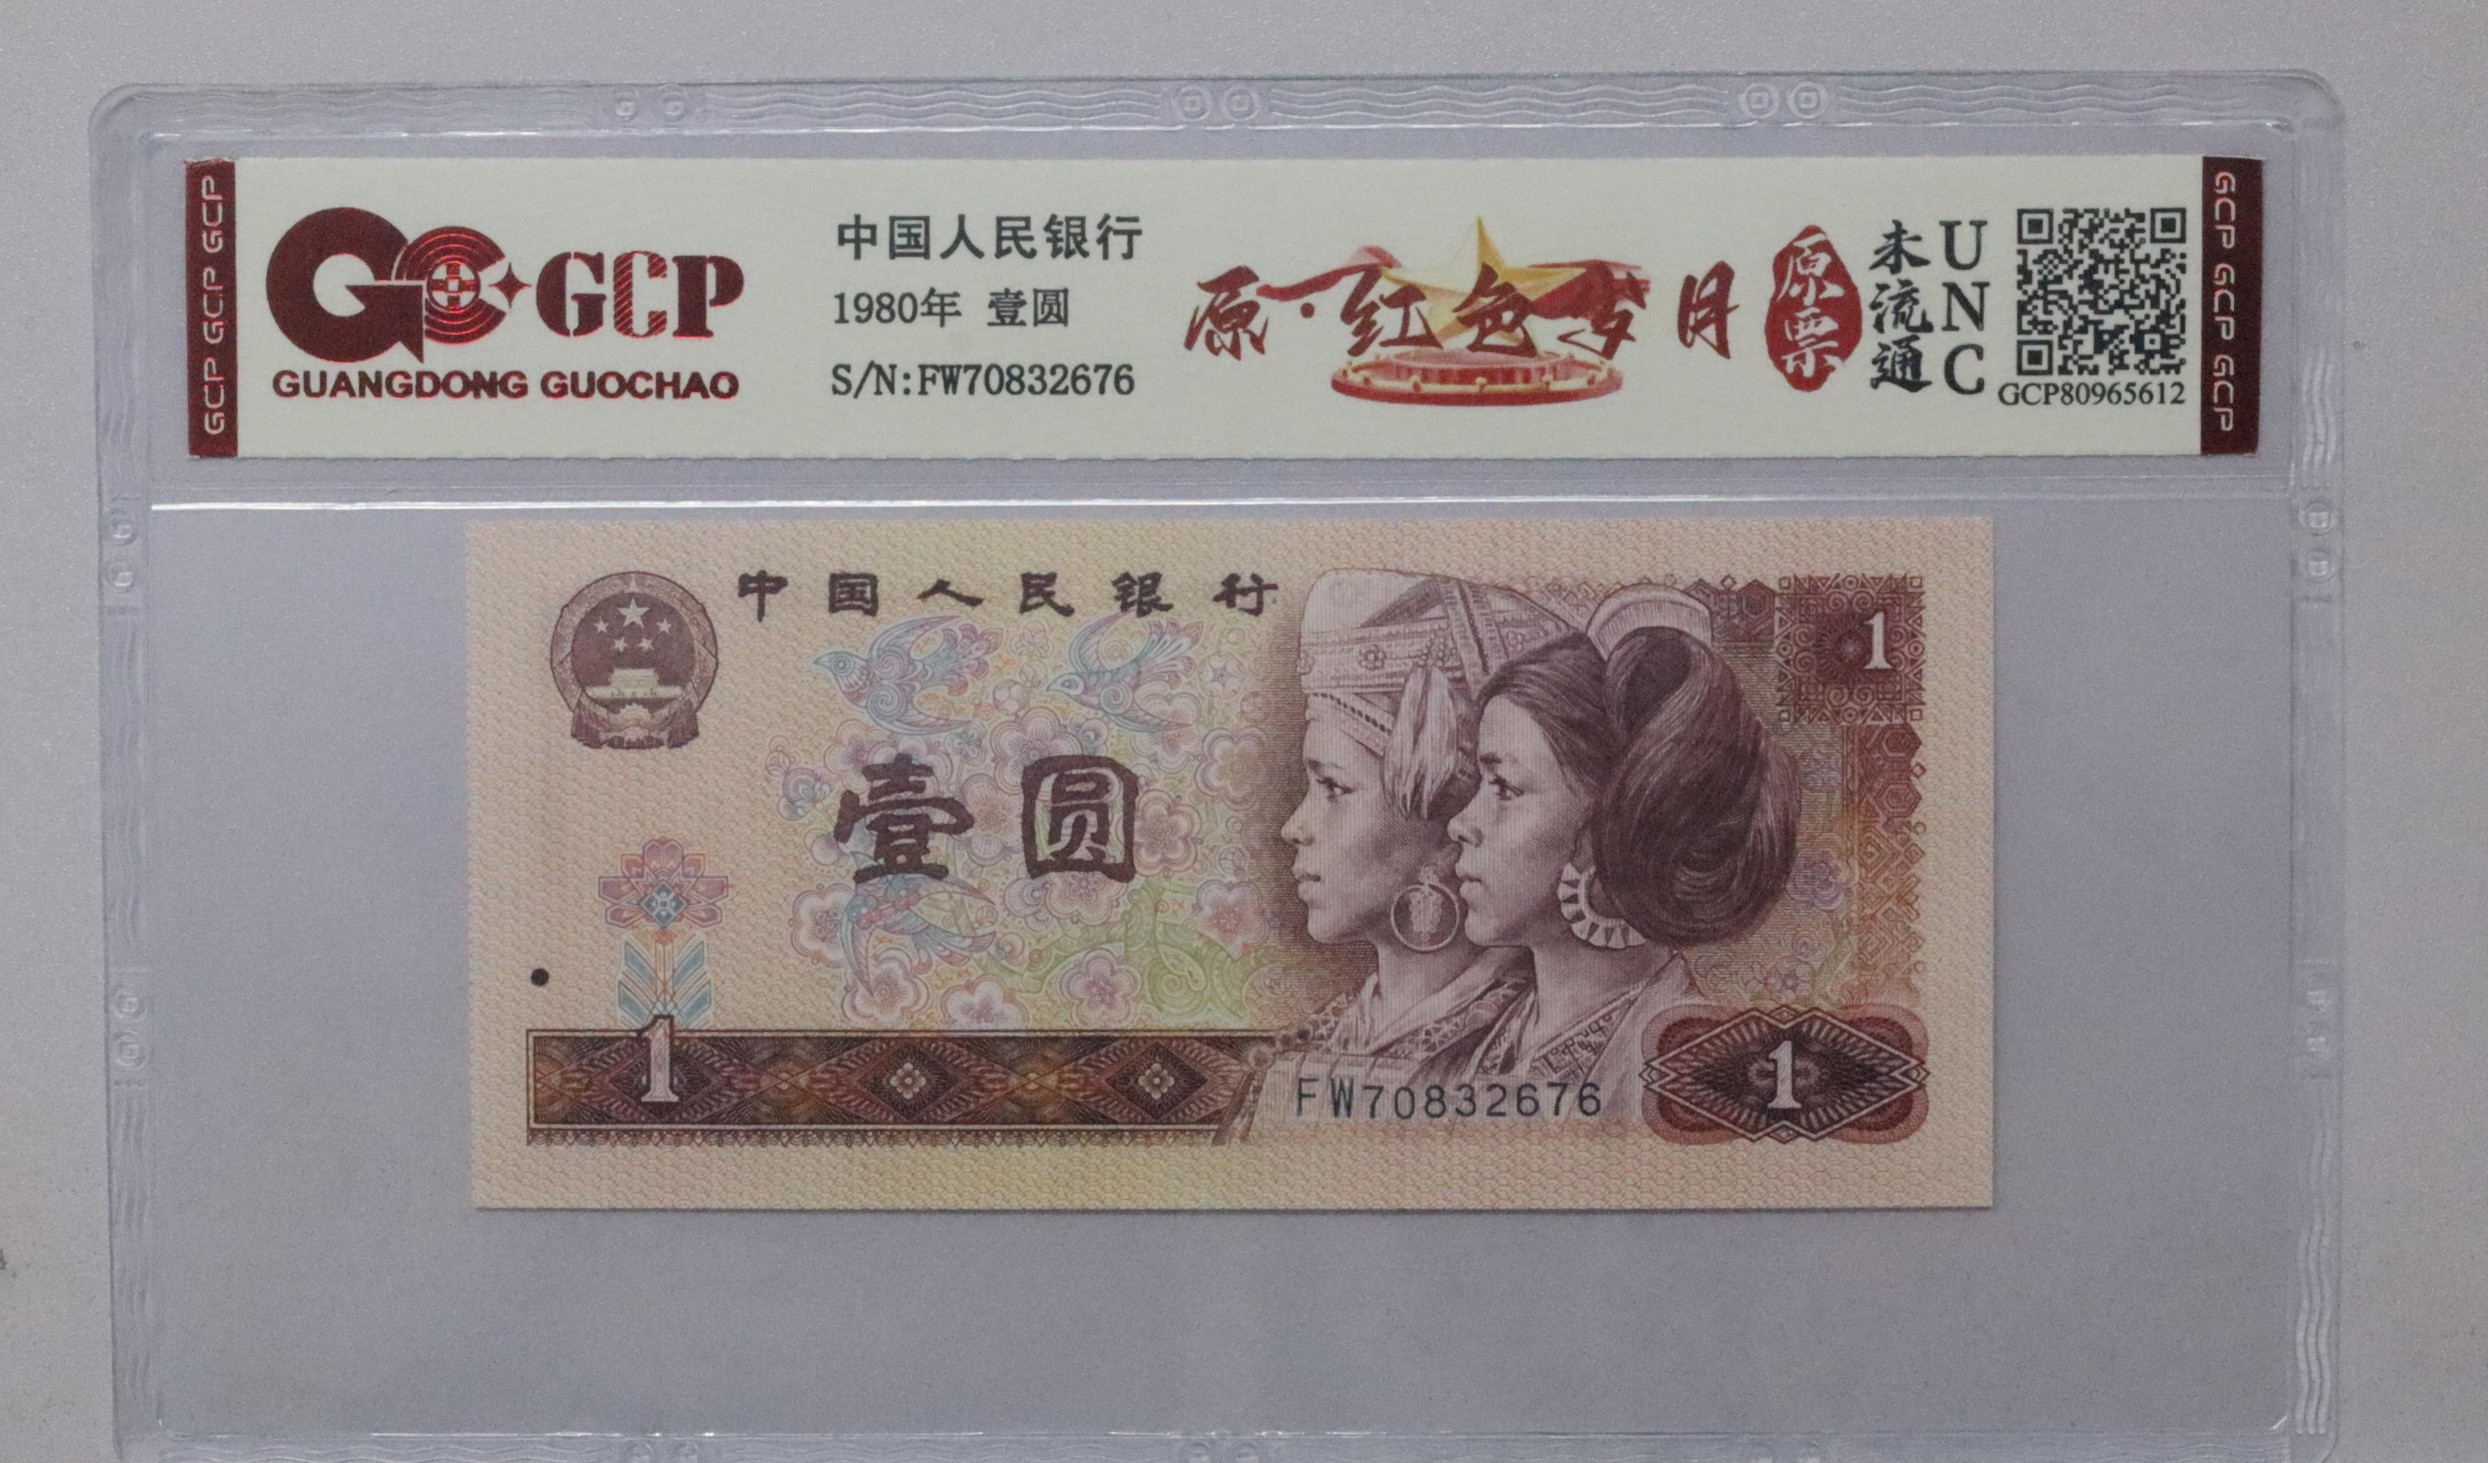 GCP GCP GCP
GCP
GUANGDONG GUOCHAO
中国人民银行
1980年 壹圆
S/N:FW70832676
原·红色岁月
原票
未流通
UNC
GCP80965612
GCP GCP GCP
中国人民银行
1
壹圆
1
FW70832676
1